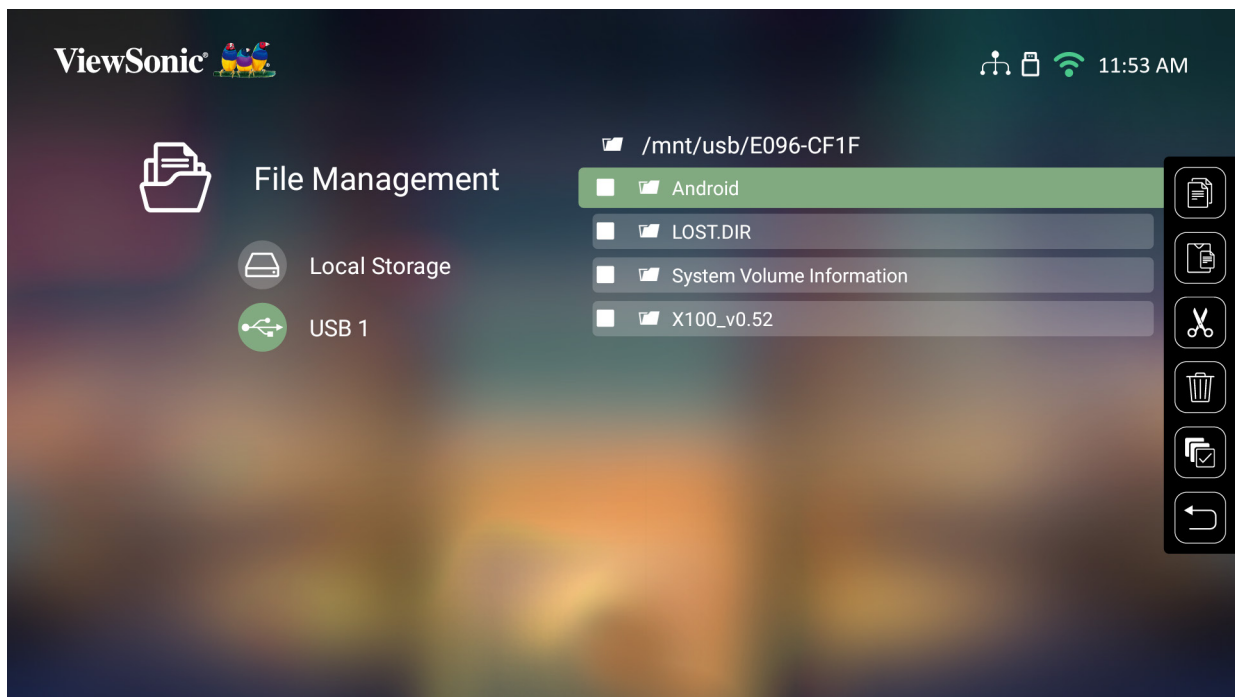 ViewSonic
11:53 AM
File Management
Local Storage
USB 1
/mnt/usb/E096-CF1F
Android
LOST.DIR
System Volume Information
X100_v0.52